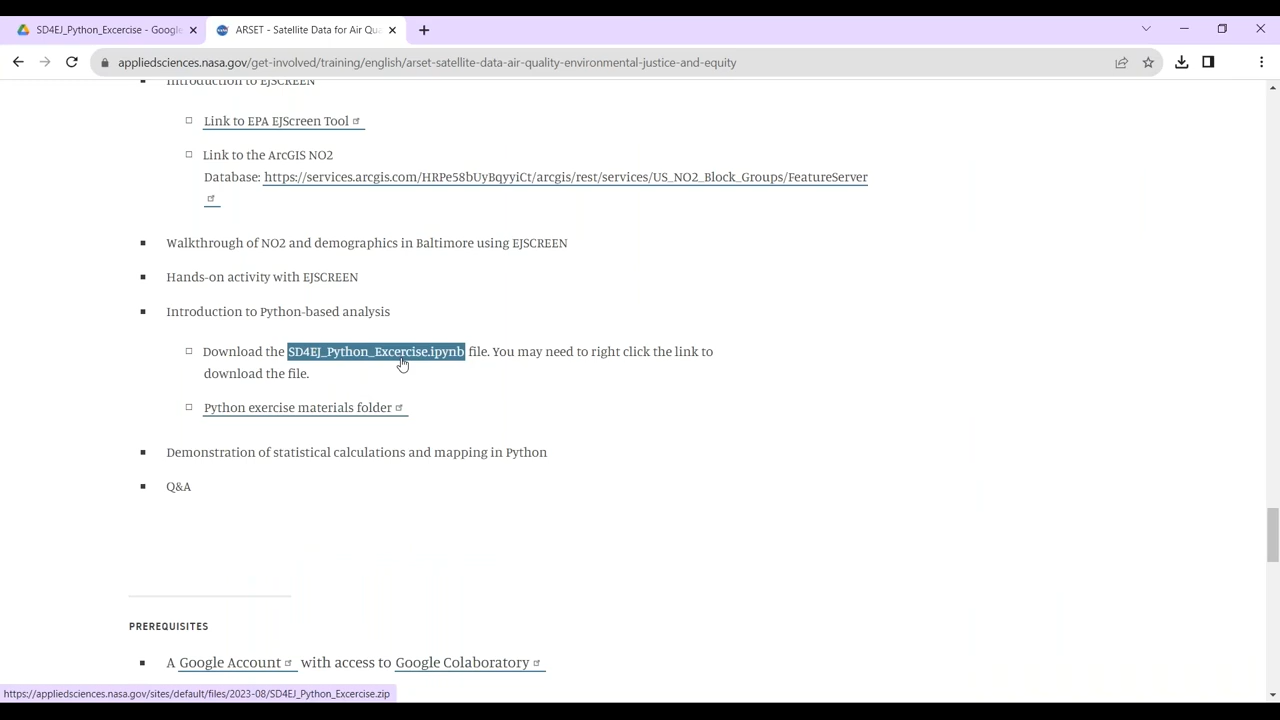 SD4EJ_Python_Excercise - Google
ARSET - Satellite Data for Air Qu
appliedsciences.nasa.gov/get-involved/training/english/arset-satellite-data-air-quality-environmental-justice-and-equity
Introduction to EJSCREEN
Link to EPA EJScreen Tool
Link to the ArcGIS NO2
Database: https://services.arcgis.com/HRPe58bUyBqyyiCt/arcgis/rest/services/US_NO2_Block_Groups/FeatureServer
Walkthrough of NO2 and demographics in Baltimore using EJSCREEN
Hands-on activity with EJSCREEN
Introduction to Python-based analysis
Download the SD4EJ_Python_Excercise.ipynb file. You may need to right click the link to
download the file.
Python exercise materials folder
Demonstration of statistical calculations and mapping in Python
Q&A
PREREQUISITES
A Google Account with access to Google Colaboratory
https://appliedsciences.nasa.gov/sites/default/files/2023-08/SD4EJ_Python_Excercise.zip